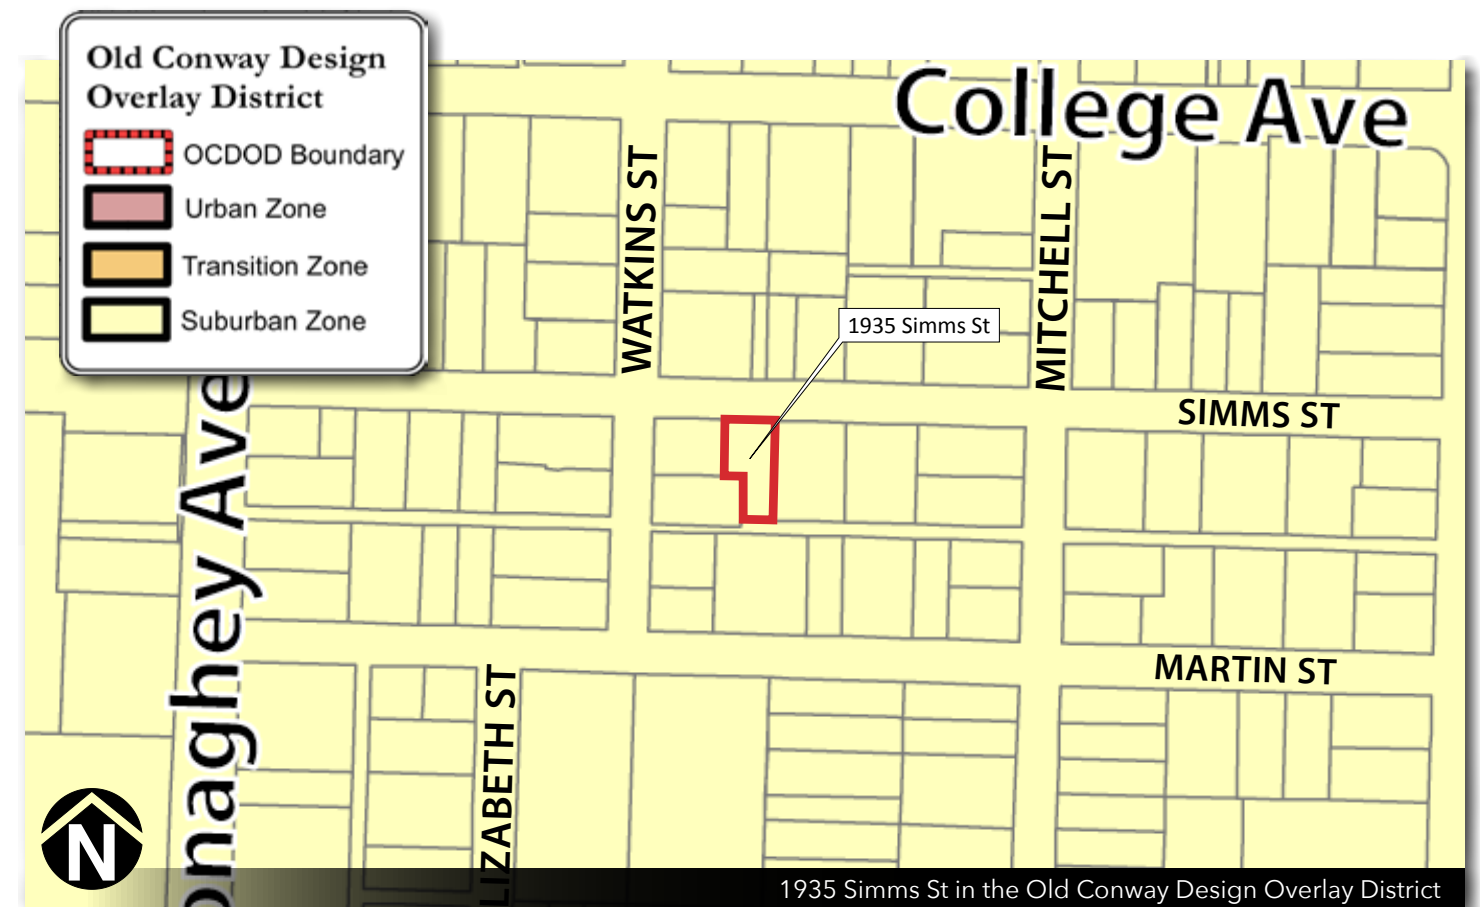 Old Conway Design
Overlay District
OCDOD Boundary
Urban Zone
Transition Zone
Suburban Zone
College Ave
WATKINS ST
MITCHELL ST
1935 Simms St
SIMMS ST
onaghey Ave
MARTIN ST
LIZABETH ST
N
1935 Simms St in the Old Conway Design Overlay District